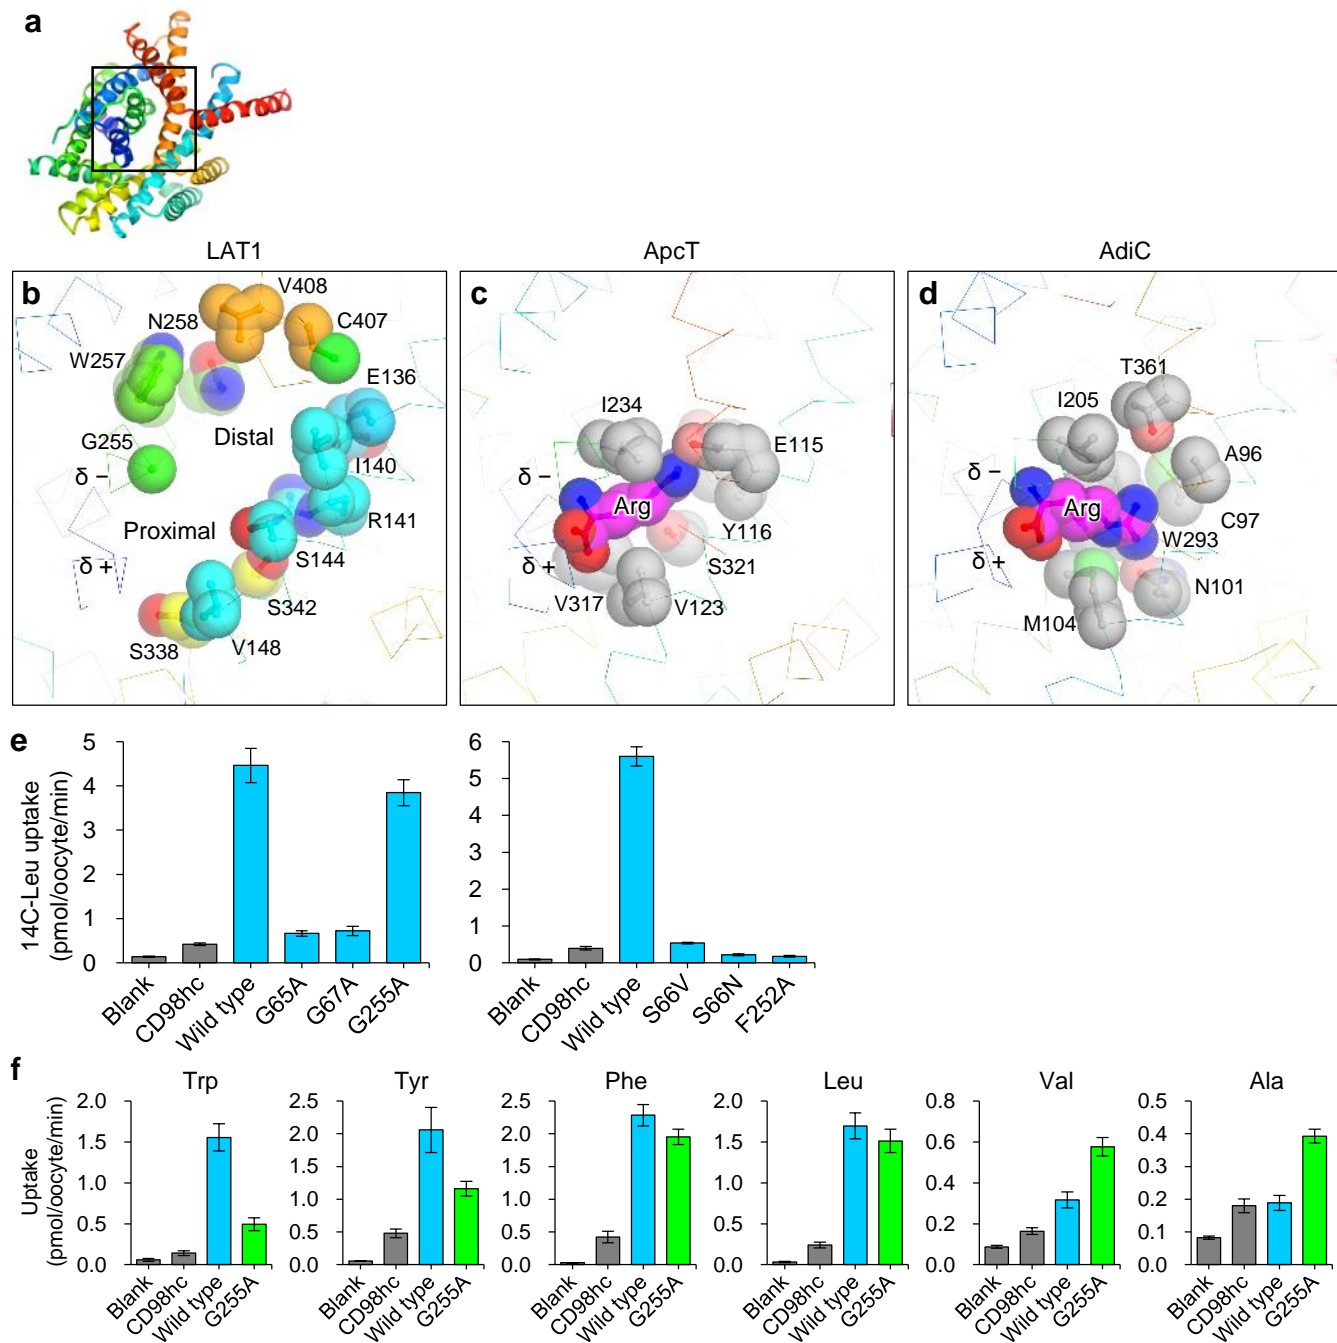 a
LAT1
ApcT
AdiC
b
V408
N258
C407
W257
E136
G255
Distal
I140
δ −
Proximal
R141
δ +
S144
S342
S338
V148
c
I234
E115
δ −
Arg
Y116
δ +
S321
V317
V123
d
T361
I205
A96
δ −
Arg
C97
W293
δ +
N101
M104
e
14C-Leu uptake
(pmol/oocyte/min)
5
4
3
2
1
0
Blank
CD98hc
Wild type
G65A
G67A
G255A
6
5
4
3
2
1
0
Blank
CD98hc
Wild type
S66V
S66N
F252A
f
Uptake
(pmol/oocyte/min)
Trp
2.0
1.5
1.0
0.5
0.0
Blank
CD98hc
Wild type
G255A
Tyr
2.5
2.0
1.5
1.0
0.5
0.0
Blank
CD98hc
Wild type
G255A
Phe
2.5
2.0
1.5
1.0
0.5
0.0
Blank
CD98hc
Wild type
G255A
Leu
2.0
1.5
1.0
0.5
0.0
Blank
CD98hc
Wild type
G255A
Val
0.8
0.6
0.4
0.2
0.0
Blank
CD98hc
Wild type
G255A
Ala
0.5
0.4
0.3
0.2
0.1
0.0
Blank
CD98hc
Wild type
G255A